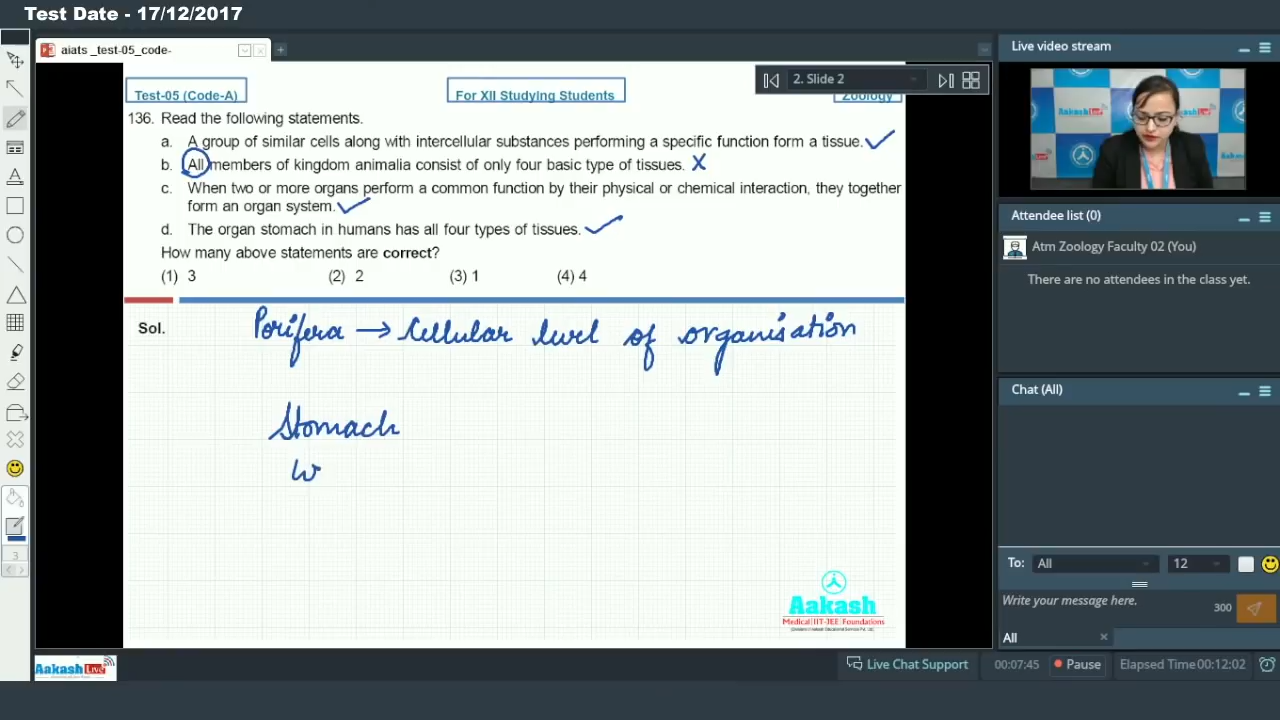 Test Date - 17/12/2017
aiats _test-05_code-
Live video stream
2. Slide 2
Test-05 (Code-A)
For XII Studying Students
Zoology
136. Read the following statements.
a. A group of similar cells along with intercellular substances performing a specific function form a tissue.
b. All members of kingdom animalia consist of only four basic type of tissues.
c. When two or more organs perform a common function by their physical or chemical interaction, they together
form an organ system.
d. The organ stomach in humans has all four types of tissues.
How many above statements are correct?
(1) 3 (2) 2 (3) 1 (4) 4
Sol.
Porifera → Cellular level of organisation
Stomach
W
Aakash
Medical|IIT-JEE|Foundations
Attendee list (0)
Atm Zoology Faculty 02 (You)
There are no attendees in the class yet.
Chat (All)
To: All 12
Write your message here.
300
All
3
Aakash Live
Live Chat Support
00:07:45
Pause
Elapsed Time 00:12:02